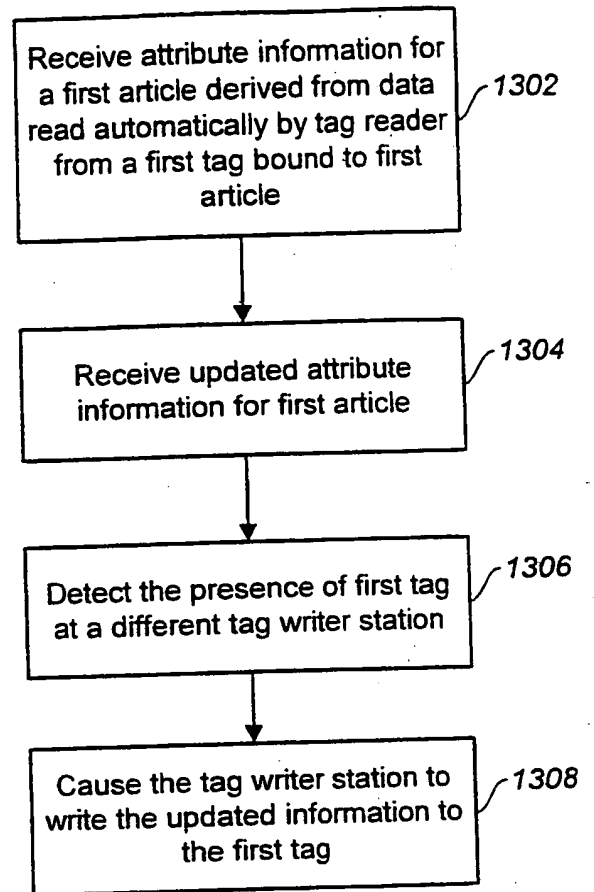 Receive attribute information for
a first article derived from data
read automatically by tag reader
from a first tag bound to first
article
1302
Receive updated attribute
information for first article
1304
Detect the presence of first tag
at a different tag writer station
1306
Cause the tag writer station to
write the updated information to
the first tag
1308